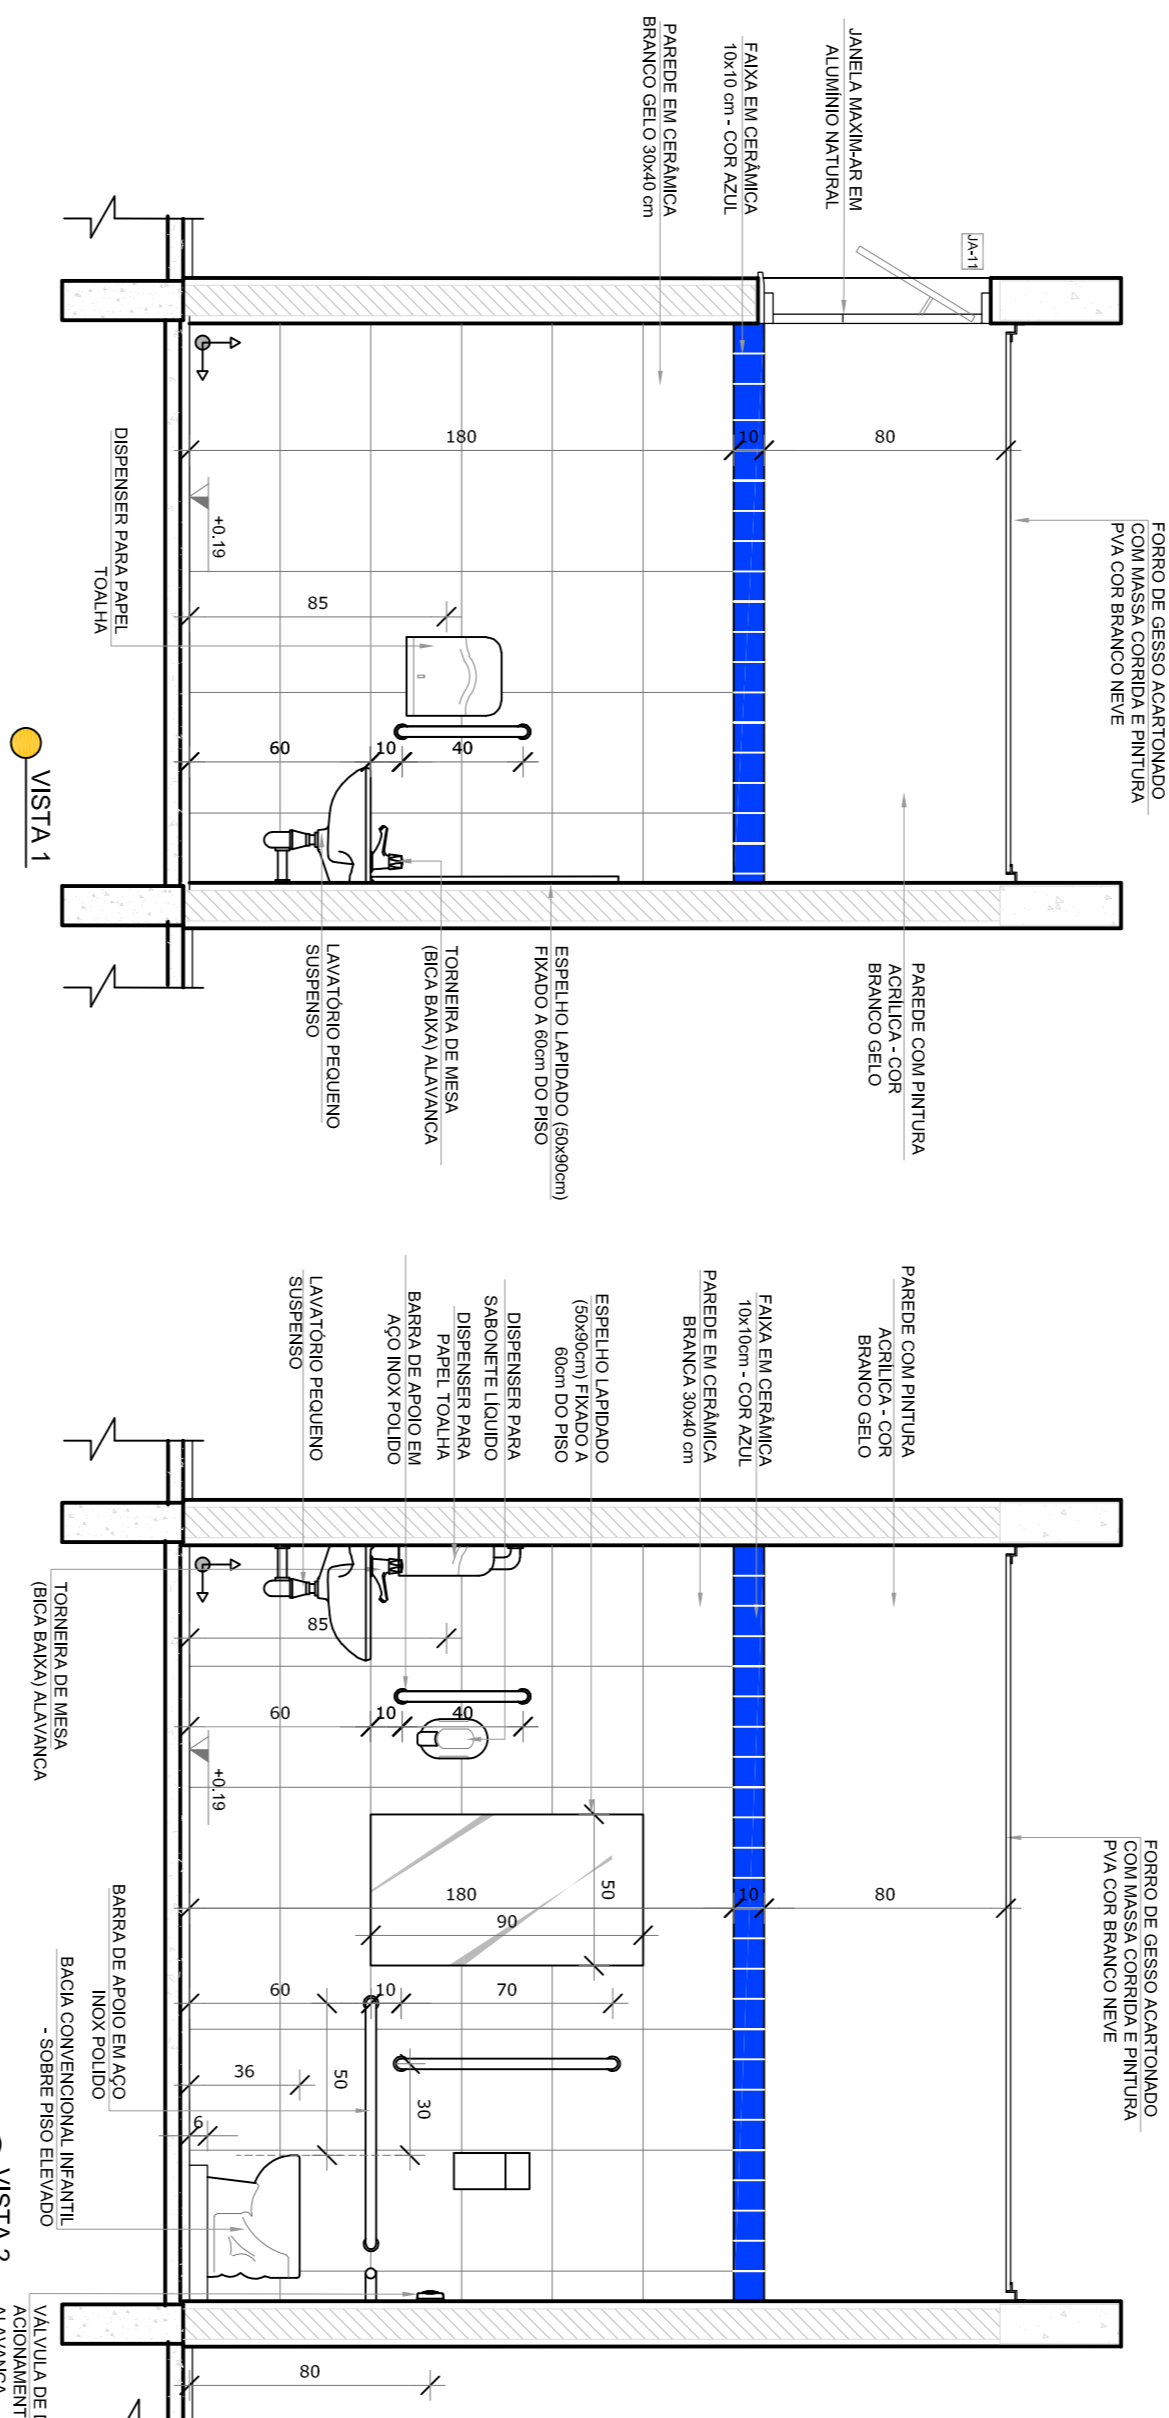 FORRO DE GESSO ACARTONADO
COM MASSA CORRIDA E PINTURA
PVA COR BRANCO NEVE
JANELA MAXIM-AR EM
ALUMÍNIO NATURAL
JA-11
FAIXA EM CERÂMICA
10x10 cm - COR AZUL
PAREDE EM CERÂMICA
BRANCO GELO 30x40 cm
80
10
180
+0.19
85
60
10
40
DISPENSER PARA PAPEL
TOALHA
PAREDE COM PINTURA
ACRILICA - COR
BRANCO GELO
ESPELHO LAPIDADO (50x90cm)
FIXADO A 60cm DO PISO
TORNEIRA DE MESA
(BICA BAIXA) ALAVANCA
LAVATÓRIO PEQUENO
SUSPENSO
VISTA 1
FORRO DE GESSO ACARTONADO
COM MASSA CORRIDA E PINTURA
PVA COR BRANCO NEVE
PAREDE COM PINTURA
ACRÍLICA - COR
BRANCO GELO
FAIXA EM CERÂMICA
10x10cm - COR AZUL
PAREDE EM CERÂMICA
BRANCA 30x40 cm
ESPELHO LAPIDADO
(50x90cm) FIXADO A
60cm DO PISO
DISPENSER PARA
SABONETE LÍQUIDO
DISPENSER PARA
PAPEL TOALHA
BARRA DE APOIO EM
AÇO INOX POLIDO
LAVATÓRIO PEQUENO
SUSPENSO
TORNEIRA DE MESA
(BICA BAIXA) ALAVANCA
85
60
10
40
+0.19
80
10
180
50
90
60
10
70
50
30
36
6
80
BARRA DE APOIO EM AÇO
INOX POLIDO
BACIA CONVENCIONAL INFANTIL
- SOBRE PISO ELEVADO
VISTA 2
VÁLVULA DE